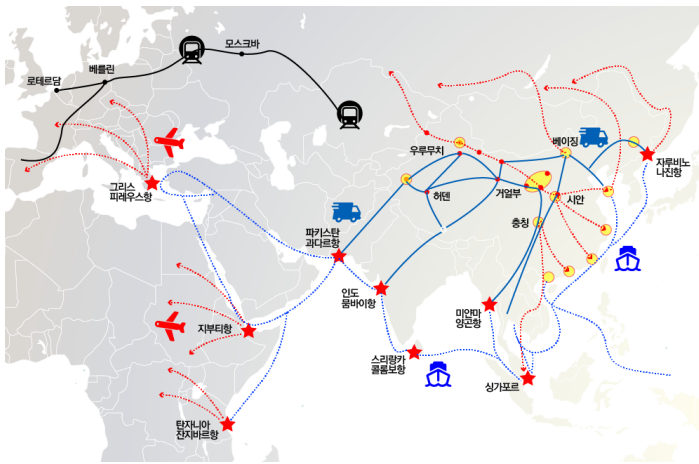 모스크바
베를린
로테르담
우루무치
베이징
자루비노
나진항
그리스
피레우스항
허텐
거얼무
시안
충칭
파키스탄
과다르항
인도
뭄바이항
미얀마
양곤항
지부티항
스리랑카
콜롬보항
싱가포르
탄자니아
잔지바르항